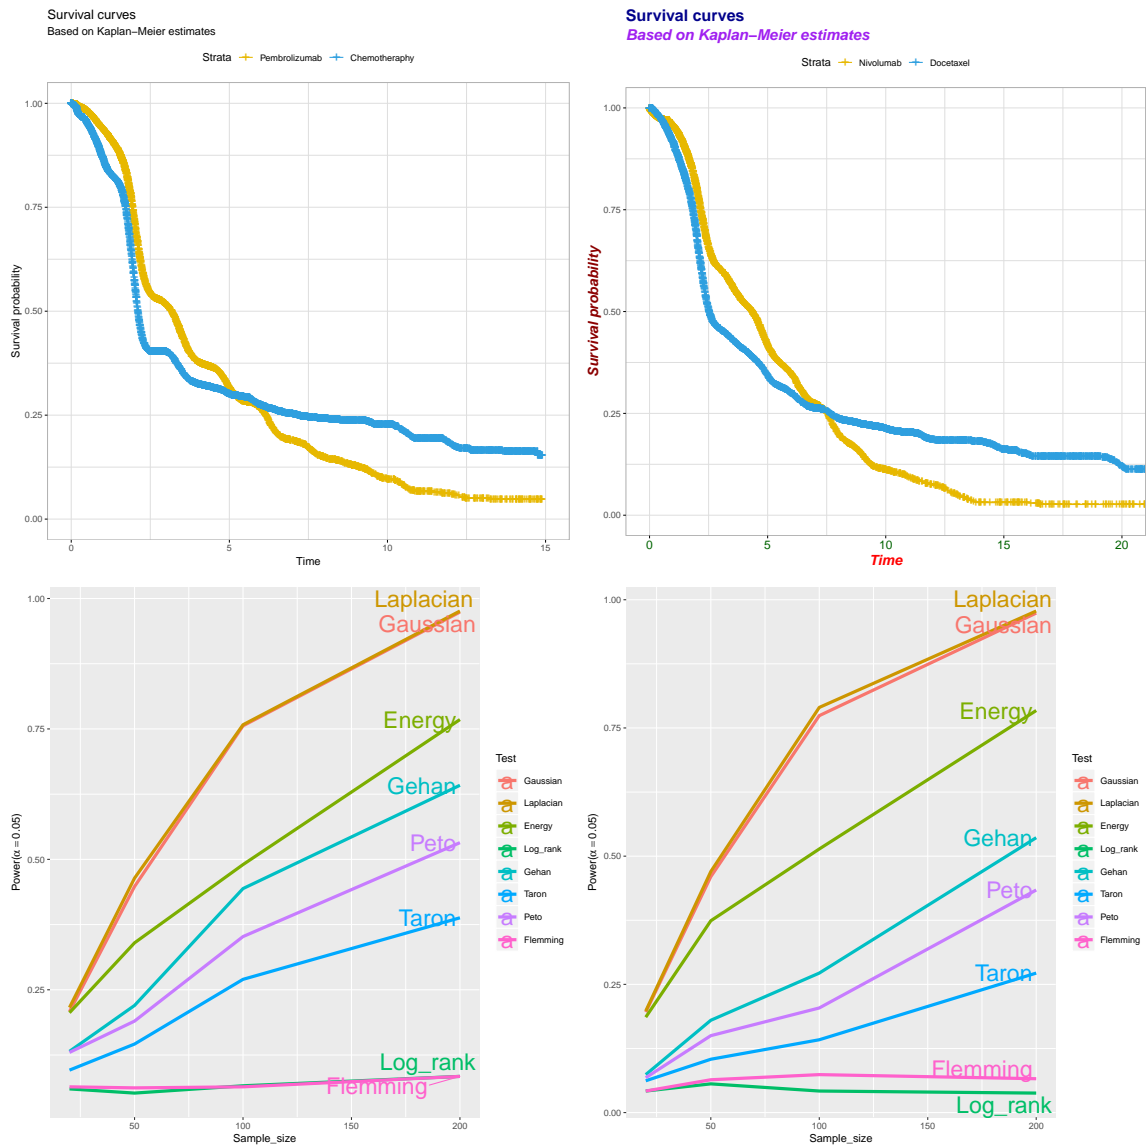 Survival curves
Based on Kaplan−Meier estimates
Strata Pembrolizumab Chemotheraphy
1.00
0.75
0.50
0.25
0.00
Survival probability
0 5 10 15
Time
Survival curves
Based on Kaplan−Meier estimates
Strata Nivolumab Docetaxel
1.00
0.75
0.50
0.25
0.00
Survival probability
0 5 10 15 20
Time
1.00
0.75
0.50
0.25
Power(α = 0.05)
Laplacian
Gaussian
Energy
Gehan
Peto
Taron
Log_rank
Flemming
50 100 150 200
Sample_size
Test
a Gaussian
a Laplacian
a Energy
a Log_rank
a Gehan
a Taron
a Peto
a Flemming
1.00
0.75
0.50
0.25
0.00
Power(α = 0.05)
Laplacian
Gaussian
Energy
Gehan
Peto
Taron
Flemming
Log_rank
50 100 150 200
Sample_size
Test
a Gaussian
a Laplacian
a Energy
a Log_rank
a Gehan
a Taron
a Peto
a Flemming